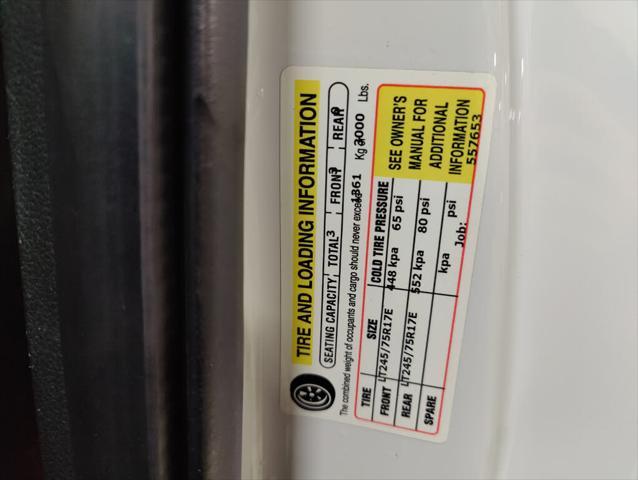 TIRE AND LOADING INFORMATION
SEATING CAPACITY TOTAL 3 FRONT 3 REAR 0
The combined weight of occupants and cargo should never exceed 1361 Kg or 3000 Lbs.
TIRE SIZE COLD TIRE PRESSURE SEE OWNER'S MANUAL FOR ADDITIONAL INFORMATION
FRONT LT245/75R17E 448 kpa 65 psi
REAR LT245/75R17E 552 kpa 80 psi
SPARE kpa psi
Job: 557653